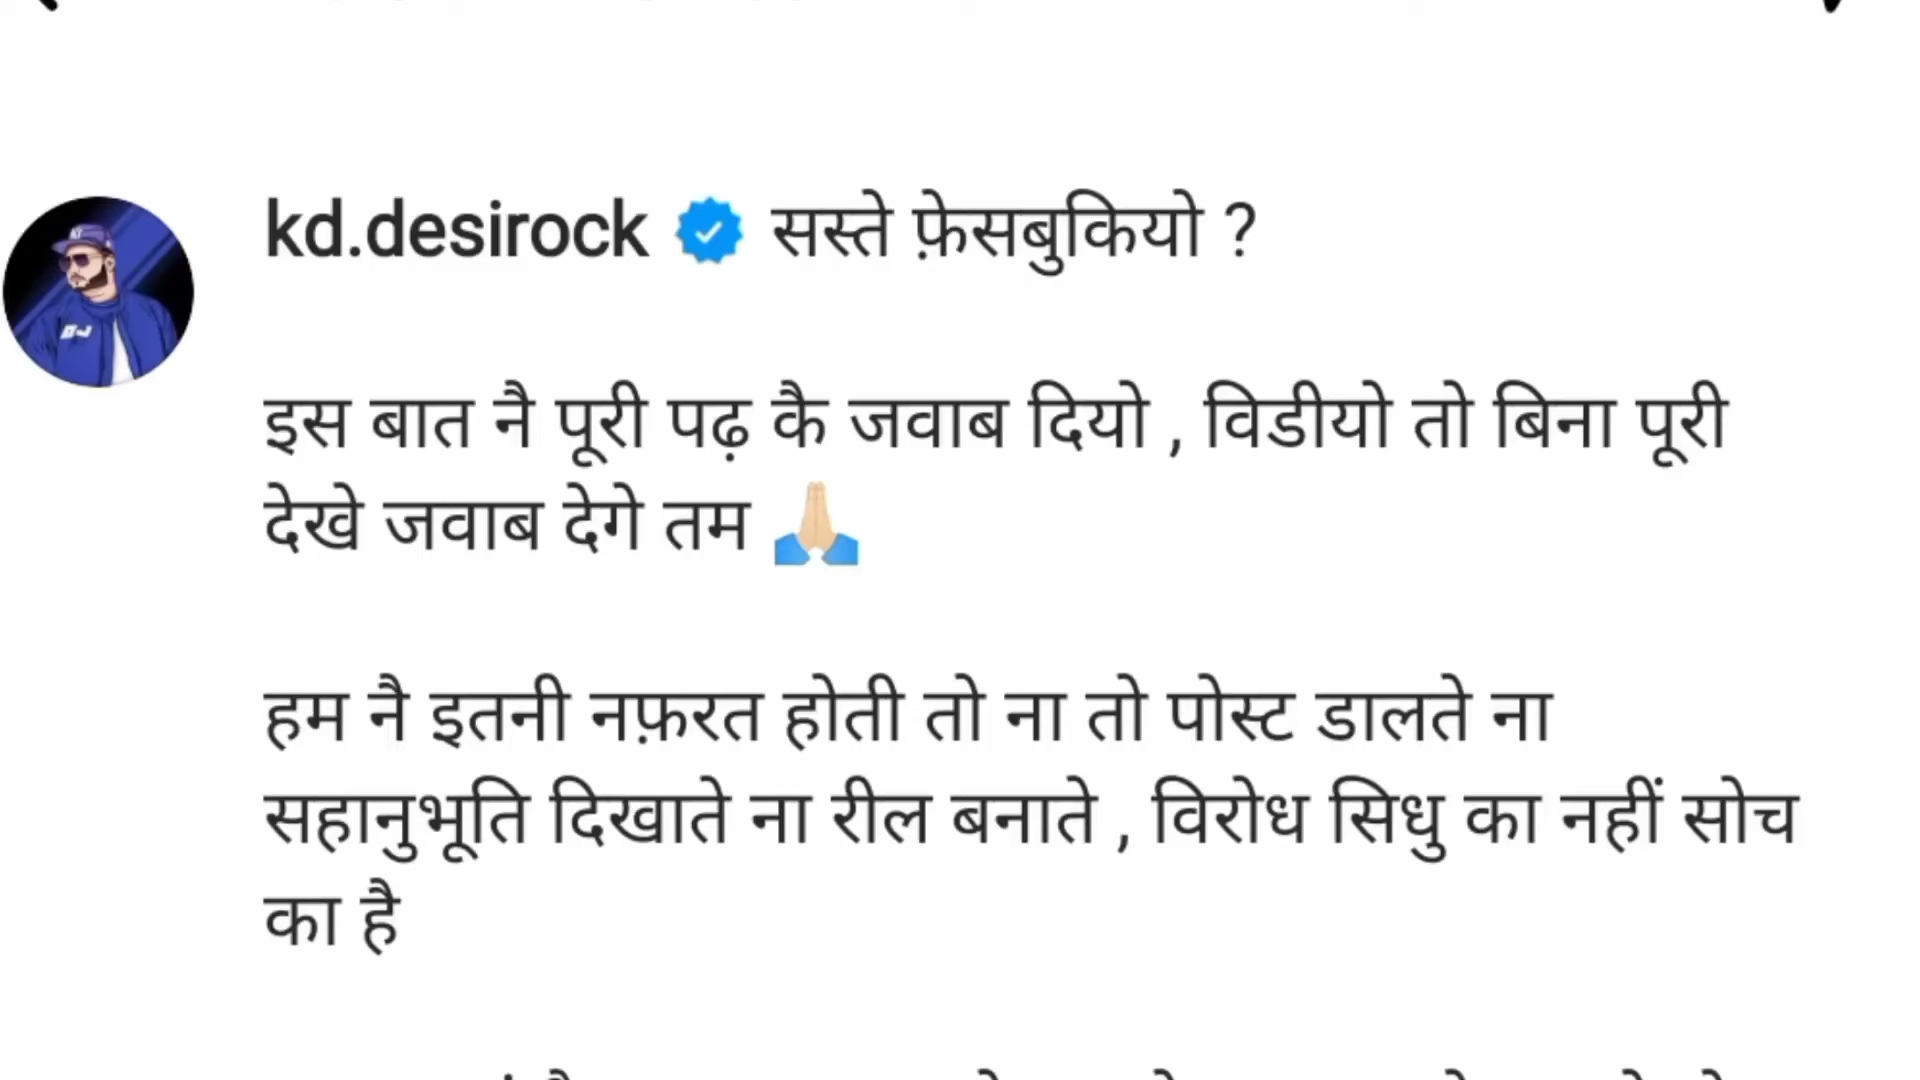 kd.desirock सस्ते फ़ेसबुकियो ?
इस बात नै पूरी पढ़ कै जवाब दियो , विडीयो तो बिना पूरी
देखे जवाब देगे तम 🙏🏻
हम नै इतनी नफ़रत होती तो ना तो पोस्ट डालते ना
सहानुभूति दिखाते ना रील बनाते , विरोध सिधु का नहीं सोच
का है